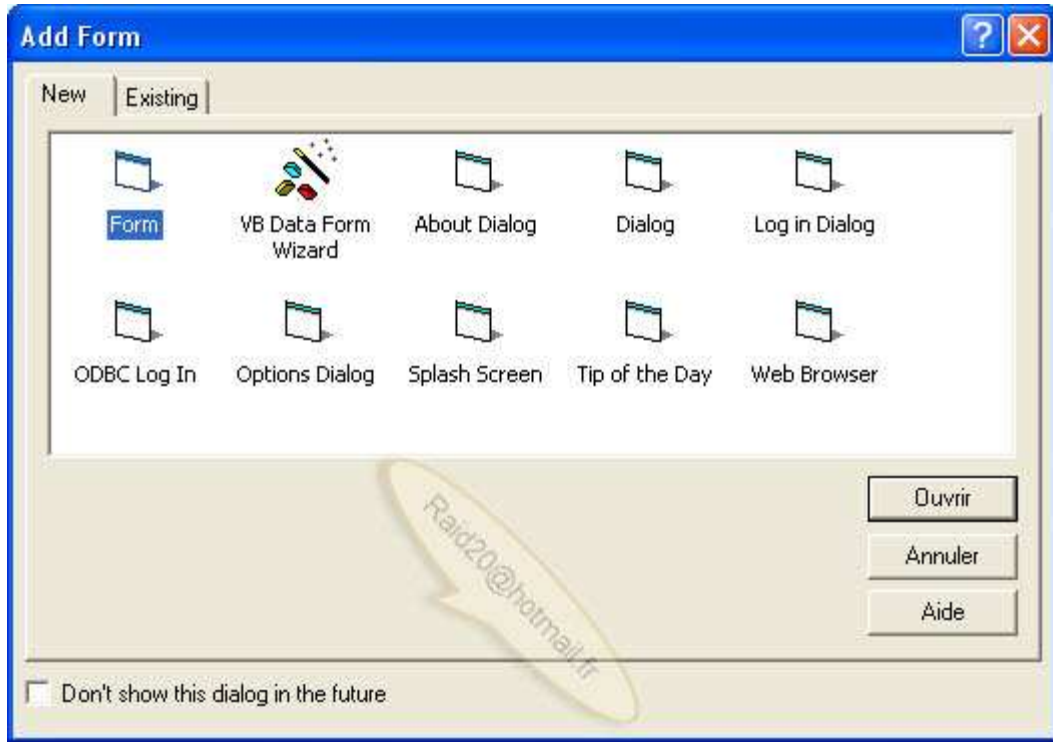 Add Form
New
Existing
Form
VB Data Form
Wizard
About Dialog
Dialog
Log in Dialog
ODBC Log In
Options Dialog
Splash Screen
Tip of the Day
Web Browser
Raid20@hotmail.fr
Ouvrir
Annuler
Aide
Don't show this dialog in the future